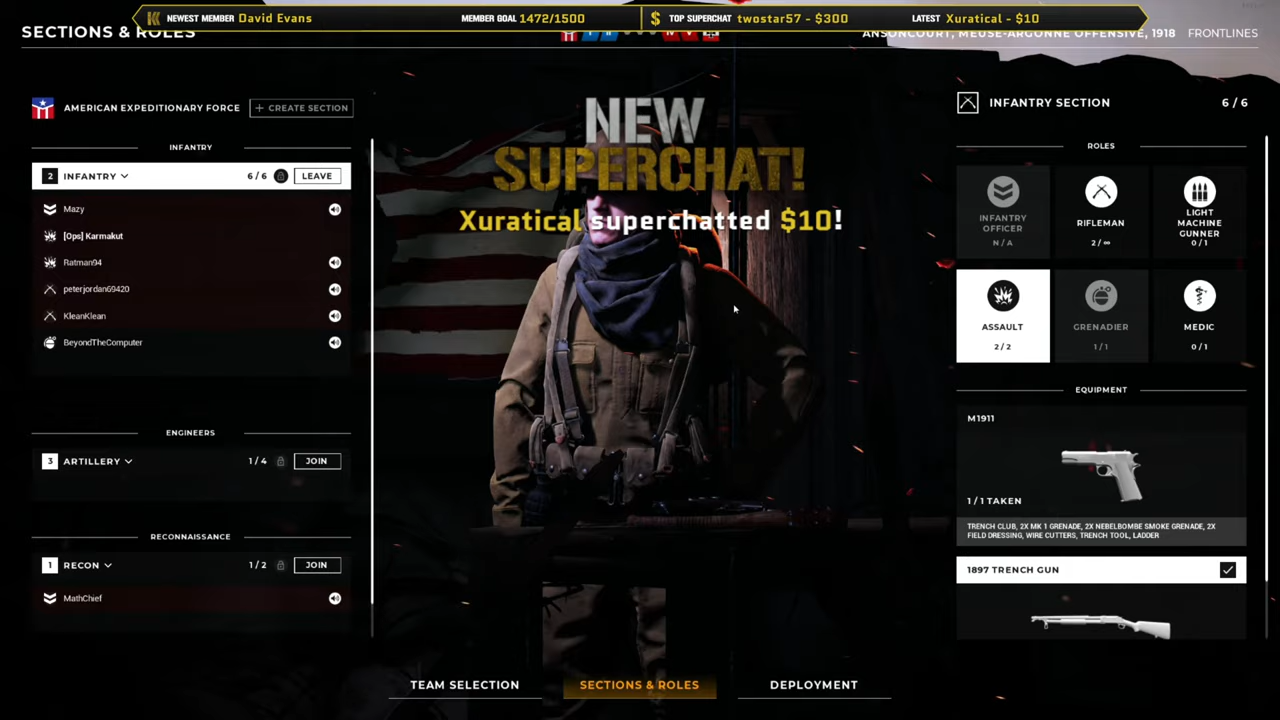 NEWEST MEMBER David Evans
MEMBER GOAL 1472/1500
TOP SUPERCHAT twostar57 - $300
LATEST Xuratical - $10
SECTIONS & ROLES
ANSONCOURT, MEUSE-ARGONNE OFFENSIVE, 1918 FRONTLINES
AMERICAN EXPEDITIONARY FORCE
+ CREATE SECTION
INFANTRY
2 INFANTRY 6 / 6 LEAVE
Mazy
[Ops] Karmakut
Ratman94
peterjordan69420
KleanKlean
BeyondTheComputer
ENGINEERS
3 ARTILLERY 1 / 4 JOIN
RECONNAISSANCE
1 RECON 1 / 2 JOIN
MathChief
NEW
SUPERCHAT!
Xuratical superchatted $10!
INFANTRY SECTION 6 / 6
ROLES
INFANTRY
OFFICER
N / A
RIFLEMAN
2 / ∞
LIGHT
MACHINE
GUNNER
0 / 1
ASSAULT
2 / 2
GRENADIER
1 / 1
MEDIC
0 / 1
EQUIPMENT
M1911
1 / 1 TAKEN
TRENCH CLUB, 2X MK 1 GRENADE, 2X NEBELBOMBE SMOKE GRENADE, 2X
FIELD DRESSING, WIRE CUTTERS, TRENCH TOOL, LADDER
1897 TRENCH GUN
TEAM SELECTION
SECTIONS & ROLES
DEPLOYMENT